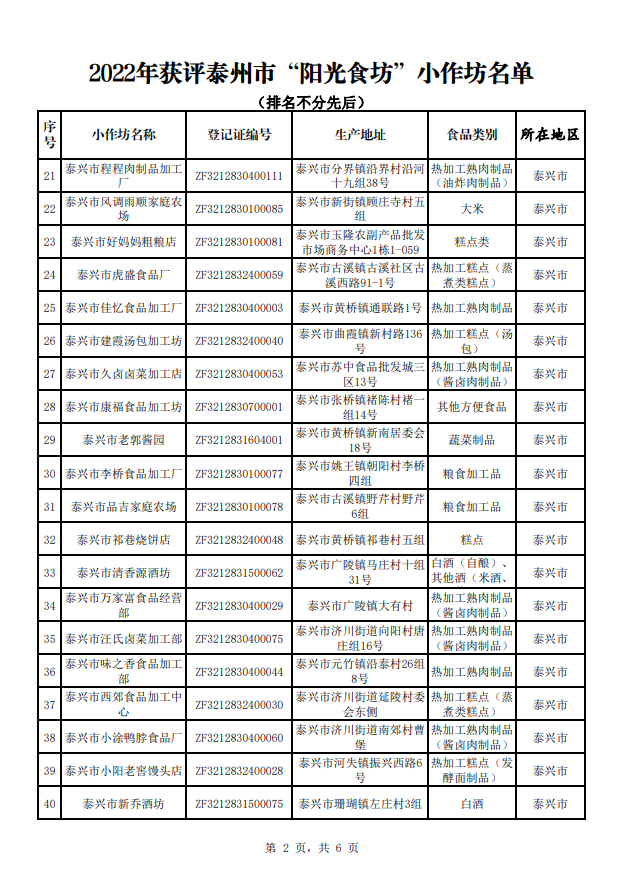 2022年获评泰州市“阳光食坊”小作坊名单
（排名不分先后）
序号 小作坊名称 登记证编号 生产地址 食品类别 所在地区
21 泰兴市程程肉制品加工厂 ZF3212830400111 泰兴市分界镇沿界村沿河十九组38号 热加工熟肉制品（油炸肉制品） 泰兴市
22 泰兴市风调雨顺家庭农场 ZF3212830100085 泰兴市新街镇顾庄寺村五组 大米 泰兴市
23 泰兴市好妈妈粗粮店 ZF3212830100081 泰兴市玉隆农副产品批发市场商务中心1栋1-059 糕点类 泰兴市
24 泰兴市虎盛食品厂 ZF3212832400059 泰兴市古溪镇古溪社区古溪西路91-1号 热加工糕点（蒸煮类糕点） 泰兴市
25 泰兴市佳忆食品加工厂 ZF3212830400003 泰兴市黄桥镇通联路1号 热加工熟肉制品 泰兴市
26 泰兴市建霞汤包加工坊 ZF3212832400040 泰兴市曲霞镇新村路136号 热加工糕点（汤包） 泰兴市
27 泰兴市久卤卤菜加工店 ZF3212830400053 泰兴市苏中食品批发城三区13号 热加工熟肉制品（酱卤肉制品） 泰兴市
28 泰兴市康福食品加工坊 ZF3212830700001 泰兴市张桥镇褚陈村褚一组14号 其他方便食品 泰兴市
29 泰兴市老郭酱园 ZF3212831604001 泰兴市黄桥镇新南居委会18号 蔬菜制品 泰兴市
30 泰兴市李桥食品加工厂 ZF3212830100077 泰兴市姚王镇朝阳村李桥四组 粮食加工品 泰兴市
31 泰兴市品吉家庭农场 ZF3212830100078 泰兴市古溪镇野芹村野芹6组 粮食加工品 泰兴市
32 泰兴市祁巷烧饼店 ZF3212832400048 泰兴市黄桥镇祁巷村五组 糕点 泰兴市
33 泰兴市清香源酒坊 ZF3212831500062 泰兴市广陵镇马庄村十组31号 白酒（自酿）、其他酒（米酒、 泰兴市
34 泰兴市万家富食品经营部 ZF3212830400029 泰兴市广陵镇大有村 热加工熟肉制品（酱卤肉制品） 泰兴市
35 泰兴市汪氏卤菜加工部 ZF3212830400075 泰兴市济川街道向阳村唐庄组16号 热加工熟肉制品（酱卤肉制品） 泰兴市
36 泰兴市味之香食品加工部 ZF3212830400044 泰兴市元竹镇沿泰村26组8号 热加工熟肉制品 泰兴市
37 泰兴市西郊食品加工中心 ZF3212832400030 泰兴市济川街道延陵村委会东侧 热加工糕点（蒸煮类糕点） 泰兴市
38 泰兴市小涂鸭脖食品厂 ZF3212830400060 泰兴市济川街道南郊村曹堡 热加工熟肉制品（酱卤肉制品） 泰兴市
39 泰兴市小阳老窖馒头店 ZF3212832400028 泰兴市河失镇振兴西路6号 热加工糕点（发酵面制品） 泰兴市
40 泰兴市新乔酒坊 ZF3212831500075 泰兴市珊瑚镇左庄村3组 白酒 泰兴市
第 2 页，共 6 页